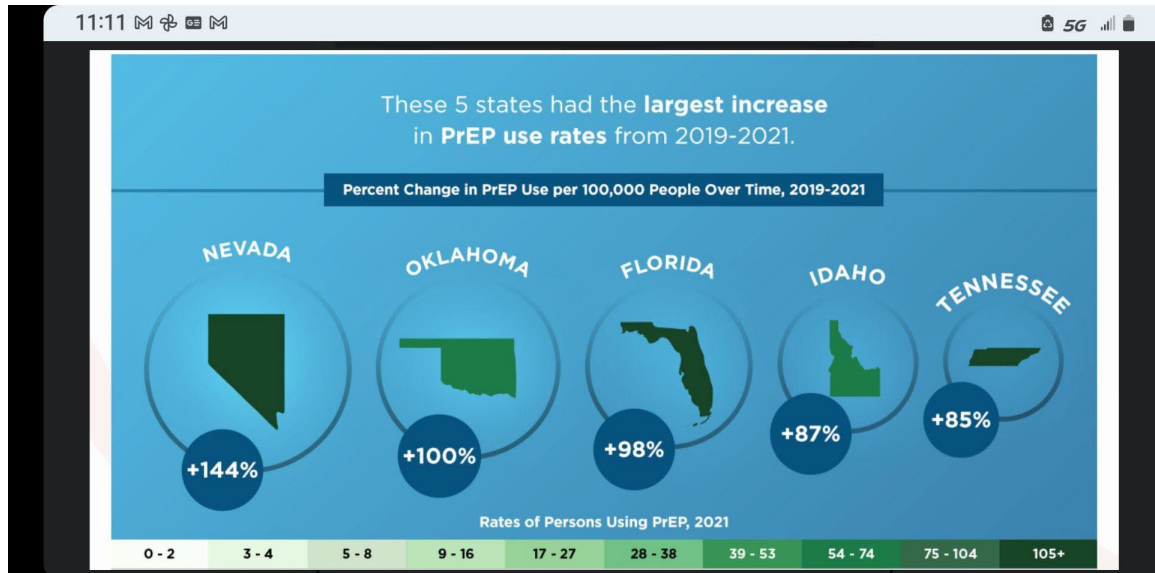 11:11
5G
These 5 states had the largest increase
in PrEP use rates from 2019-2021.
Percent Change in PrEP Use per 100,000 People Over Time, 2019-2021
NEVADA
OKLAHOMA
FLORIDA
IDAHO
TENNESSEE
+144%
+100%
+98%
+87%
+85%
Rates of Persons Using PrEP, 2021
0 - 2 3 - 4 5 - 8 9 - 16 17 - 27 28 - 38 39 - 53 54 - 74 75 - 104 105+